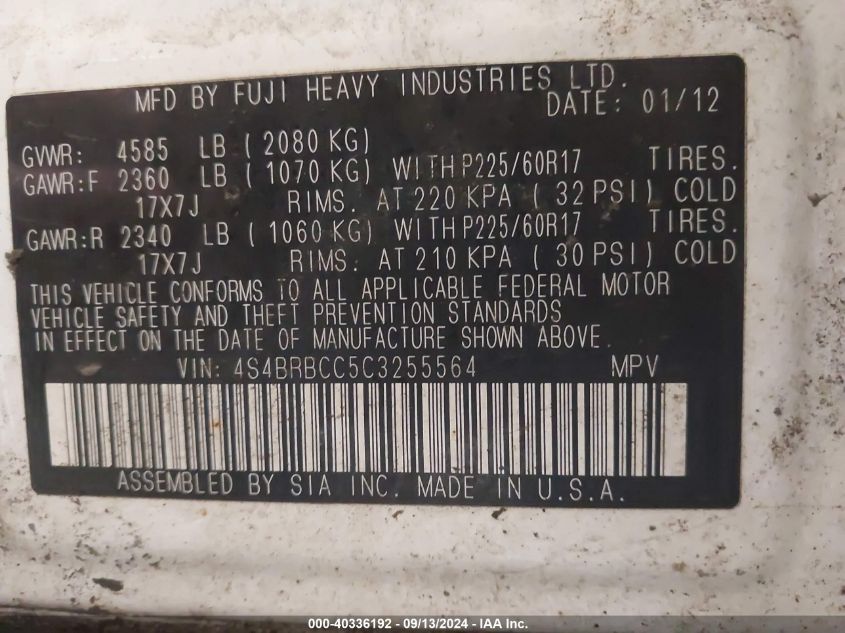 MFD BY FUJI HEAVY INDUSTRIES LTD.
DATE: 01/12
GVWR: 4585 LB ( 2080 KG)
GAWR:F 2360 LB ( 1070 KG) WITH P225/60R17 TIRES.
17X7J RIMS. AT 220 KPA ( 32 PSI) COLD
GAWR:R 2340 LB ( 1060 KG) WITH P225/60R17 TIRES.
17X7J RIMS. AT 210 KPA ( 30 PSI) COLD
THIS VEHICLE CONFORMS TO ALL APPLICABLE FEDERAL MOTOR
VEHICLE SAFETY AND THEFT PREVENTION STANDARDS
IN EFFECT ON THE DATE OF MANUFACTURE SHOWN ABOVE.
VIN: 4S4BRBCC5C3255564 MPV
ASSEMBLED BY SIA INC. MADE IN U.S.A.
000-40336192 - 09/13/2024 - IAA Inc.